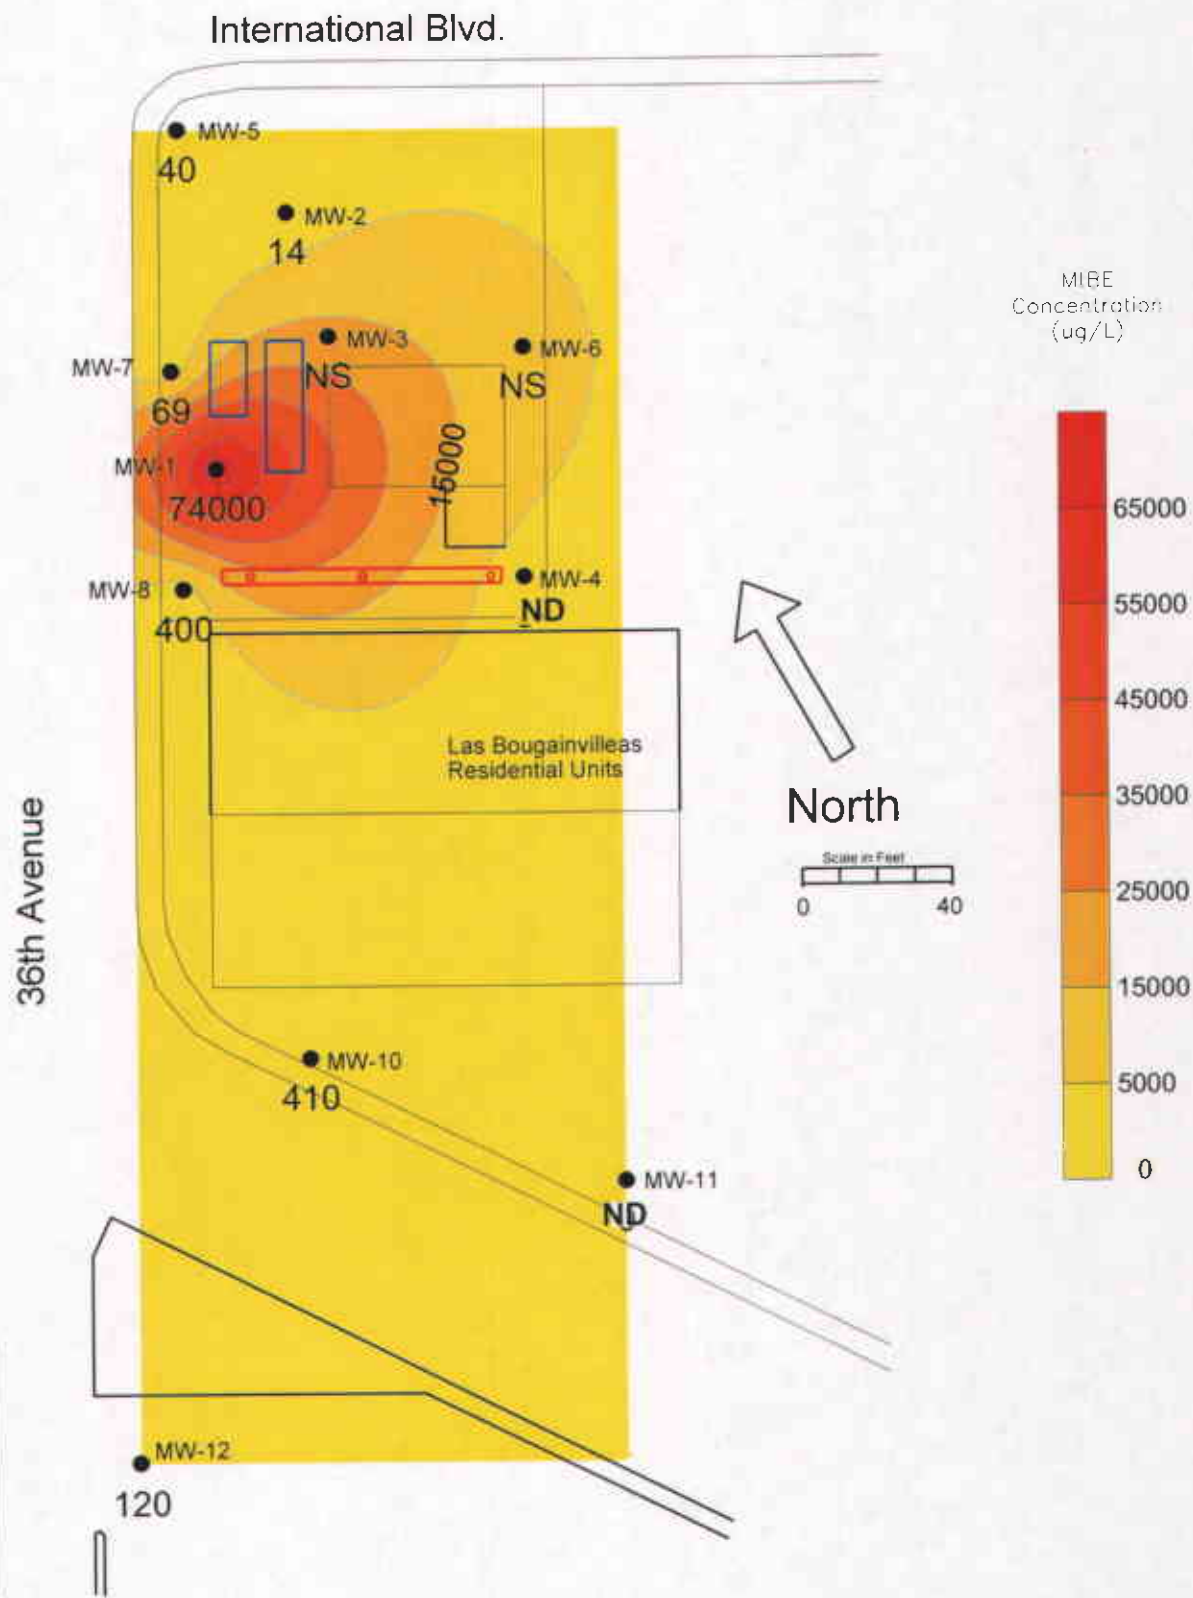 International Blvd.
MW-5
40
MW-2
14
MW-3
NS
MW-6
NS
MW-7
69
MW-1
74000
15000
MW-8
400
MW-4
ND
Las Bougainvilleas
Residential Units
36th Avenue
North
Scale in Feet
0
40
MW-10
410
MW-11
ND
MW-12
120
MIBE
Concentration
(ug/L)
65000
55000
45000
35000
25000
15000
5000
0